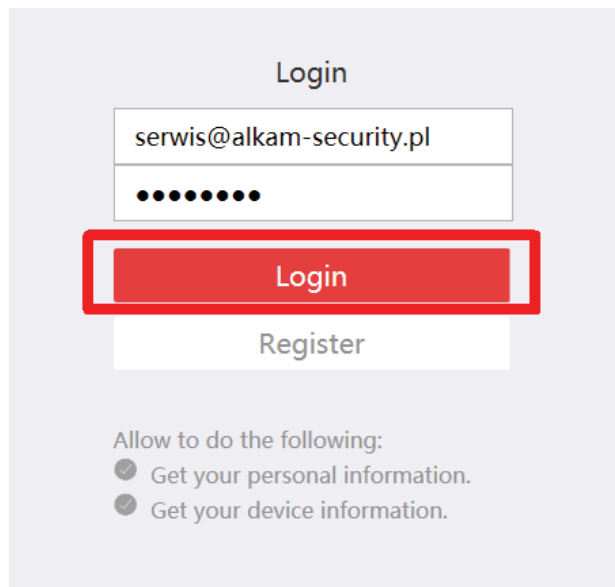 Login
serwis@alkam-security.pl
●●●●●●●●
Login
Register
Allow to do the following:
Get your personal information.
Get your device information.